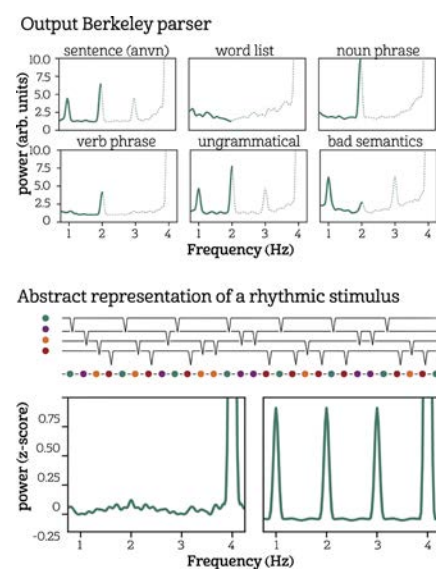 Output Berkeley parser
sentence (anvn) word list noun phrase
10.0
7.5
5.0
2.5
0
verb phrase ungrammatical bad semantics
10.0
7.5
5.0
2.5
0
power (arb. units)
1 2 3 4 1 2 3 4 1 2 3 4
Frequency (Hz)
Abstract representation of a rhythmic stimulus
0.75
0.50
0.25
0
-0.25
power (z-score)
1 2 3 4 1 2 3 4
Frequency (Hz)